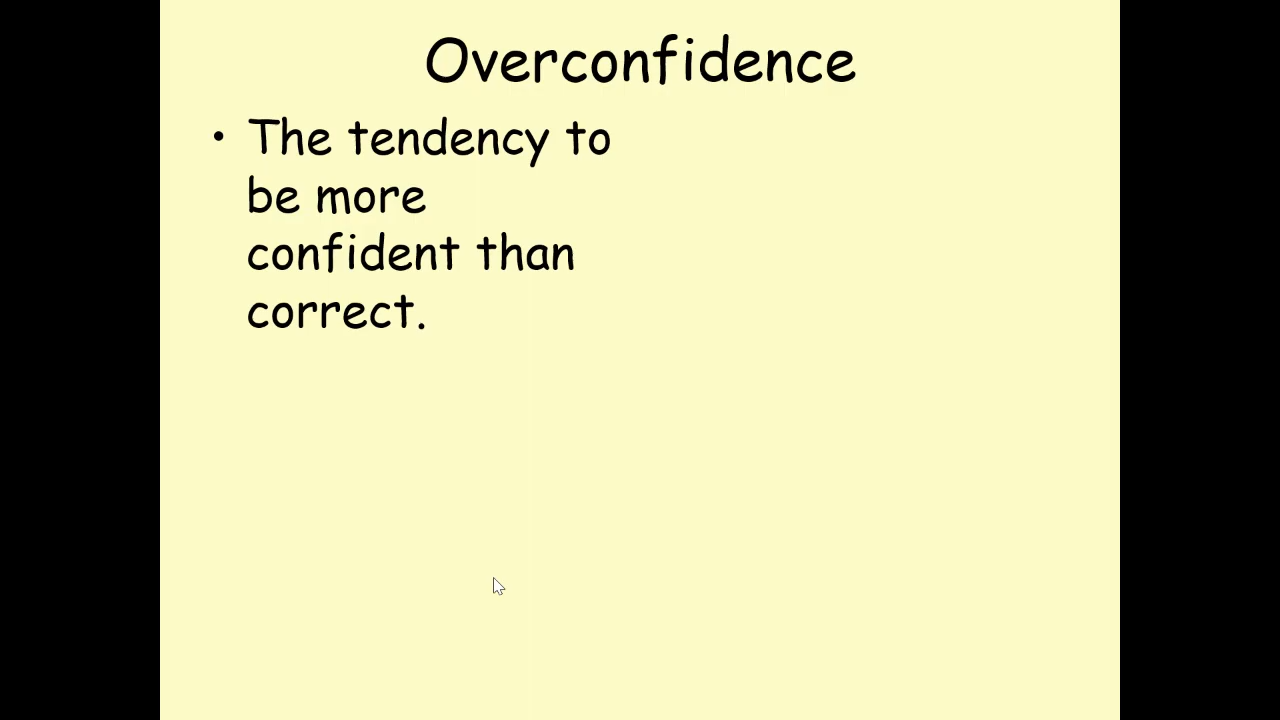 Overconfidence
• The tendency to
be more
confident than
correct.